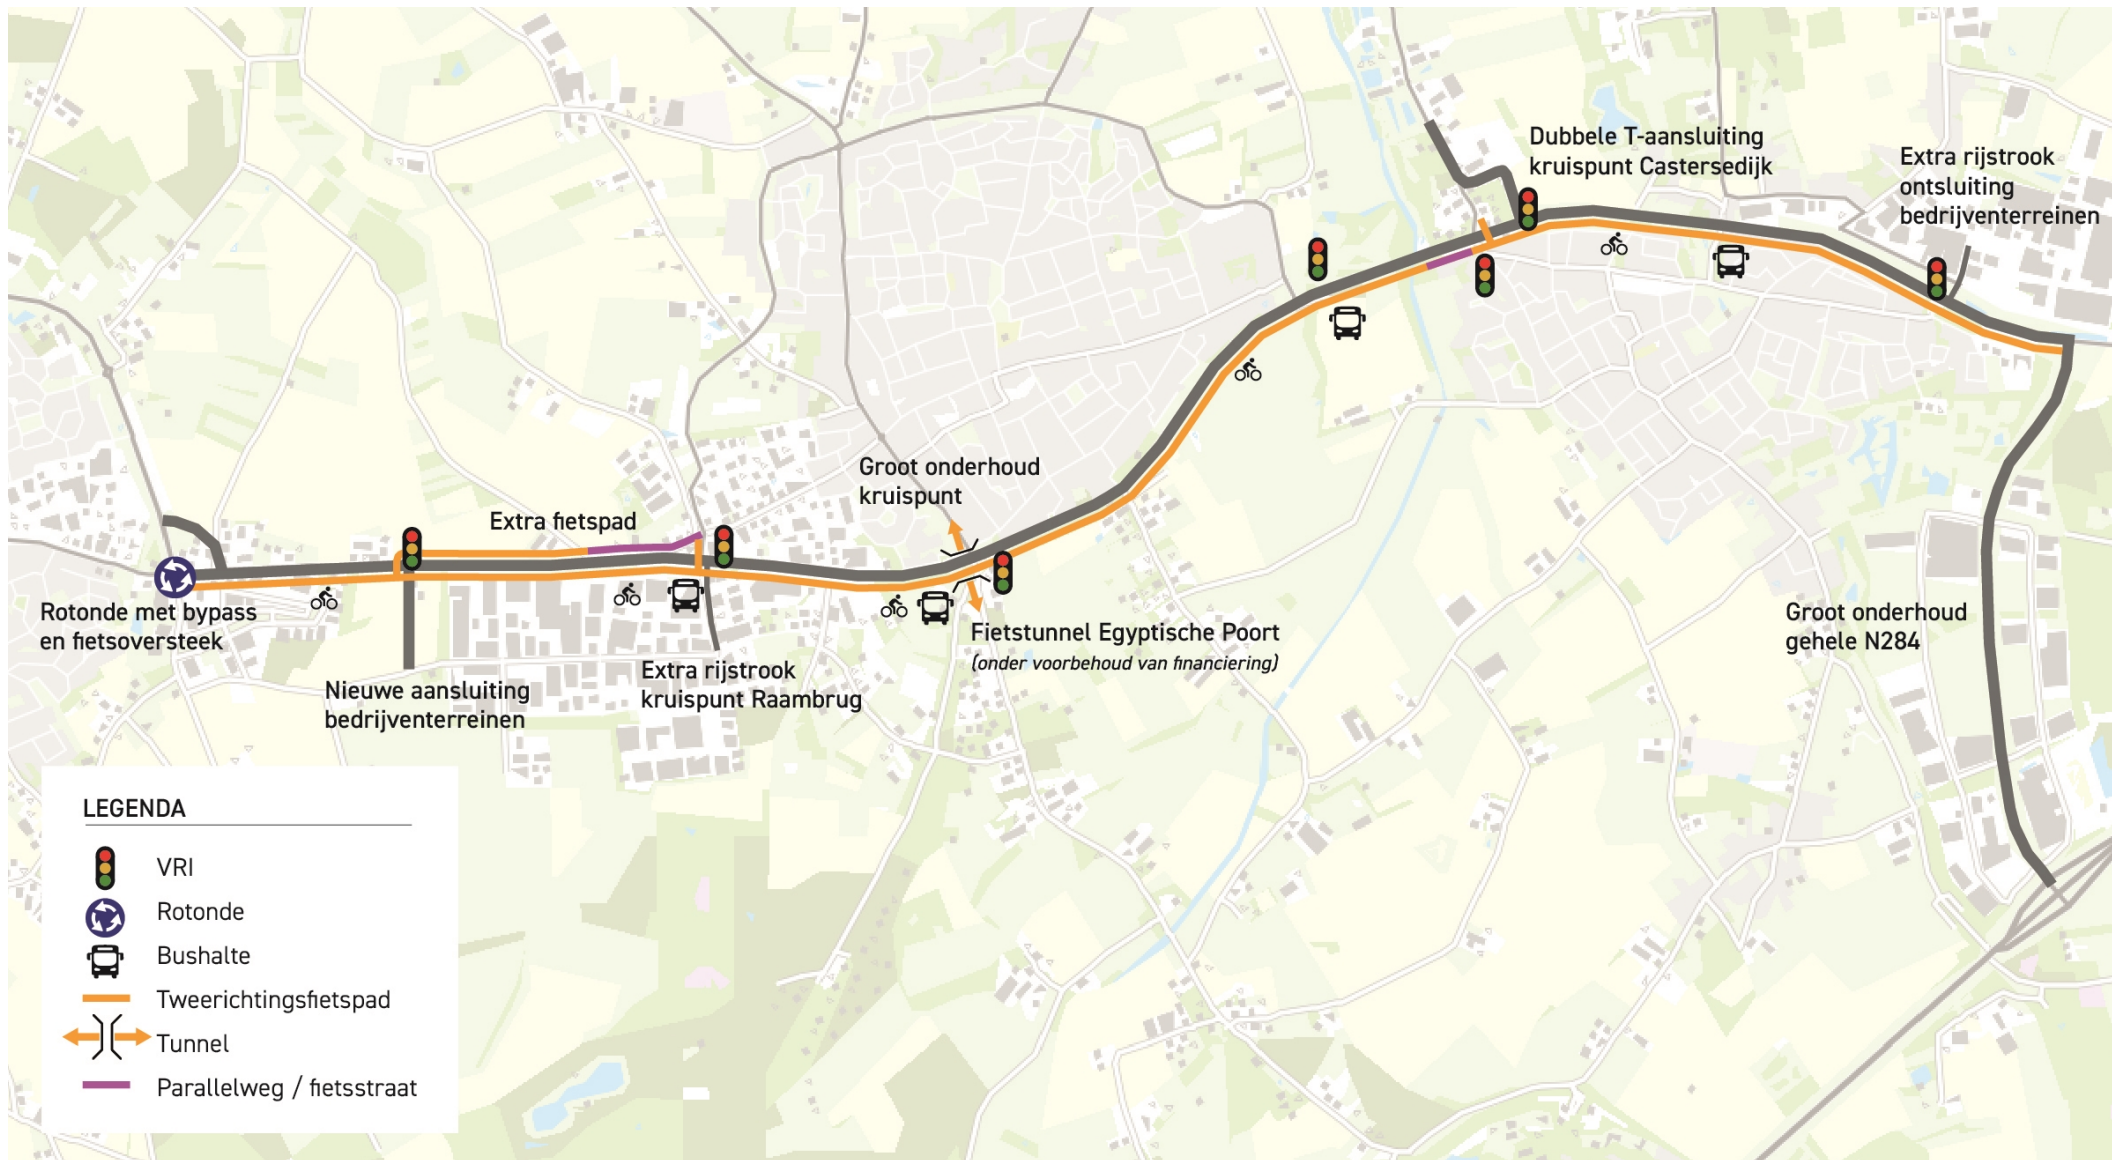 Dubbele T-aansluiting
kruispunt Castersedijk
Extra rijstrook
ontsluiting
bedrijventerreinen
Groot onderhoud
kruispunt
Extra fietspad
Rotonde met bypass
en fietsoversteek
Fietstunnel Egyptische Poort
(onder voorbehoud van financiering)
Groot onderhoud
gehele N284
Extra rijstrook
kruispunt Raambrug
Nieuwe aansluiting
bedrijventerreinen
LEGENDA
VRI
Rotonde
Bushalte
Tweerichtingsfietspad
Tunnel
Parallelweg / fietsstraat